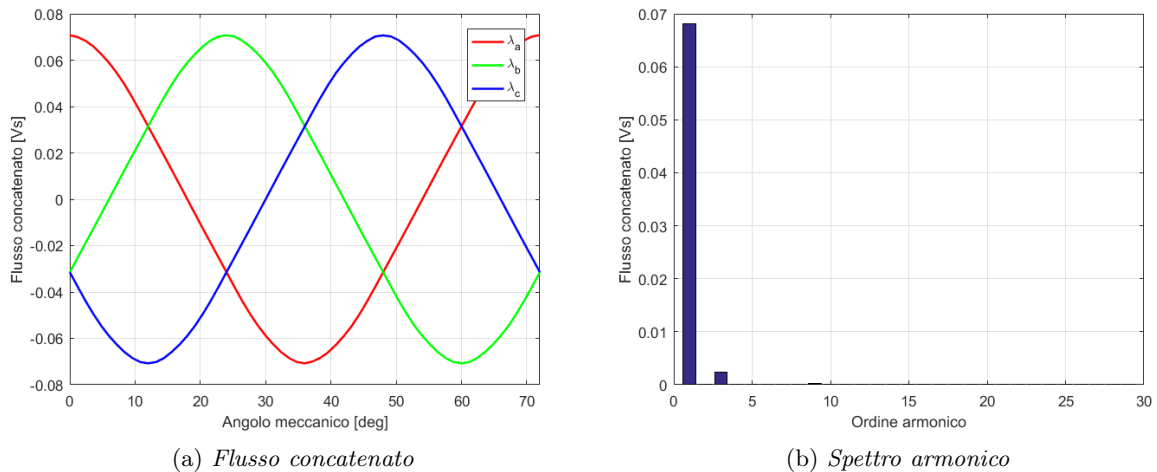 0.08
0.06
0.04
0.02
0
-0.02
-0.04
-0.06
-0.08
Flusso concatenato [Vs]
λa
λb
λc
0 10 20 30 40 50 60 70
Angolo meccanico [deg]
(a) Flusso concatenato
0.07
0.06
0.05
0.04
0.03
0.02
0.01
0
Flusso concatenato [Vs]
0 5 10 15 20 25 30
Ordine armonico
(b) Spettro armonico